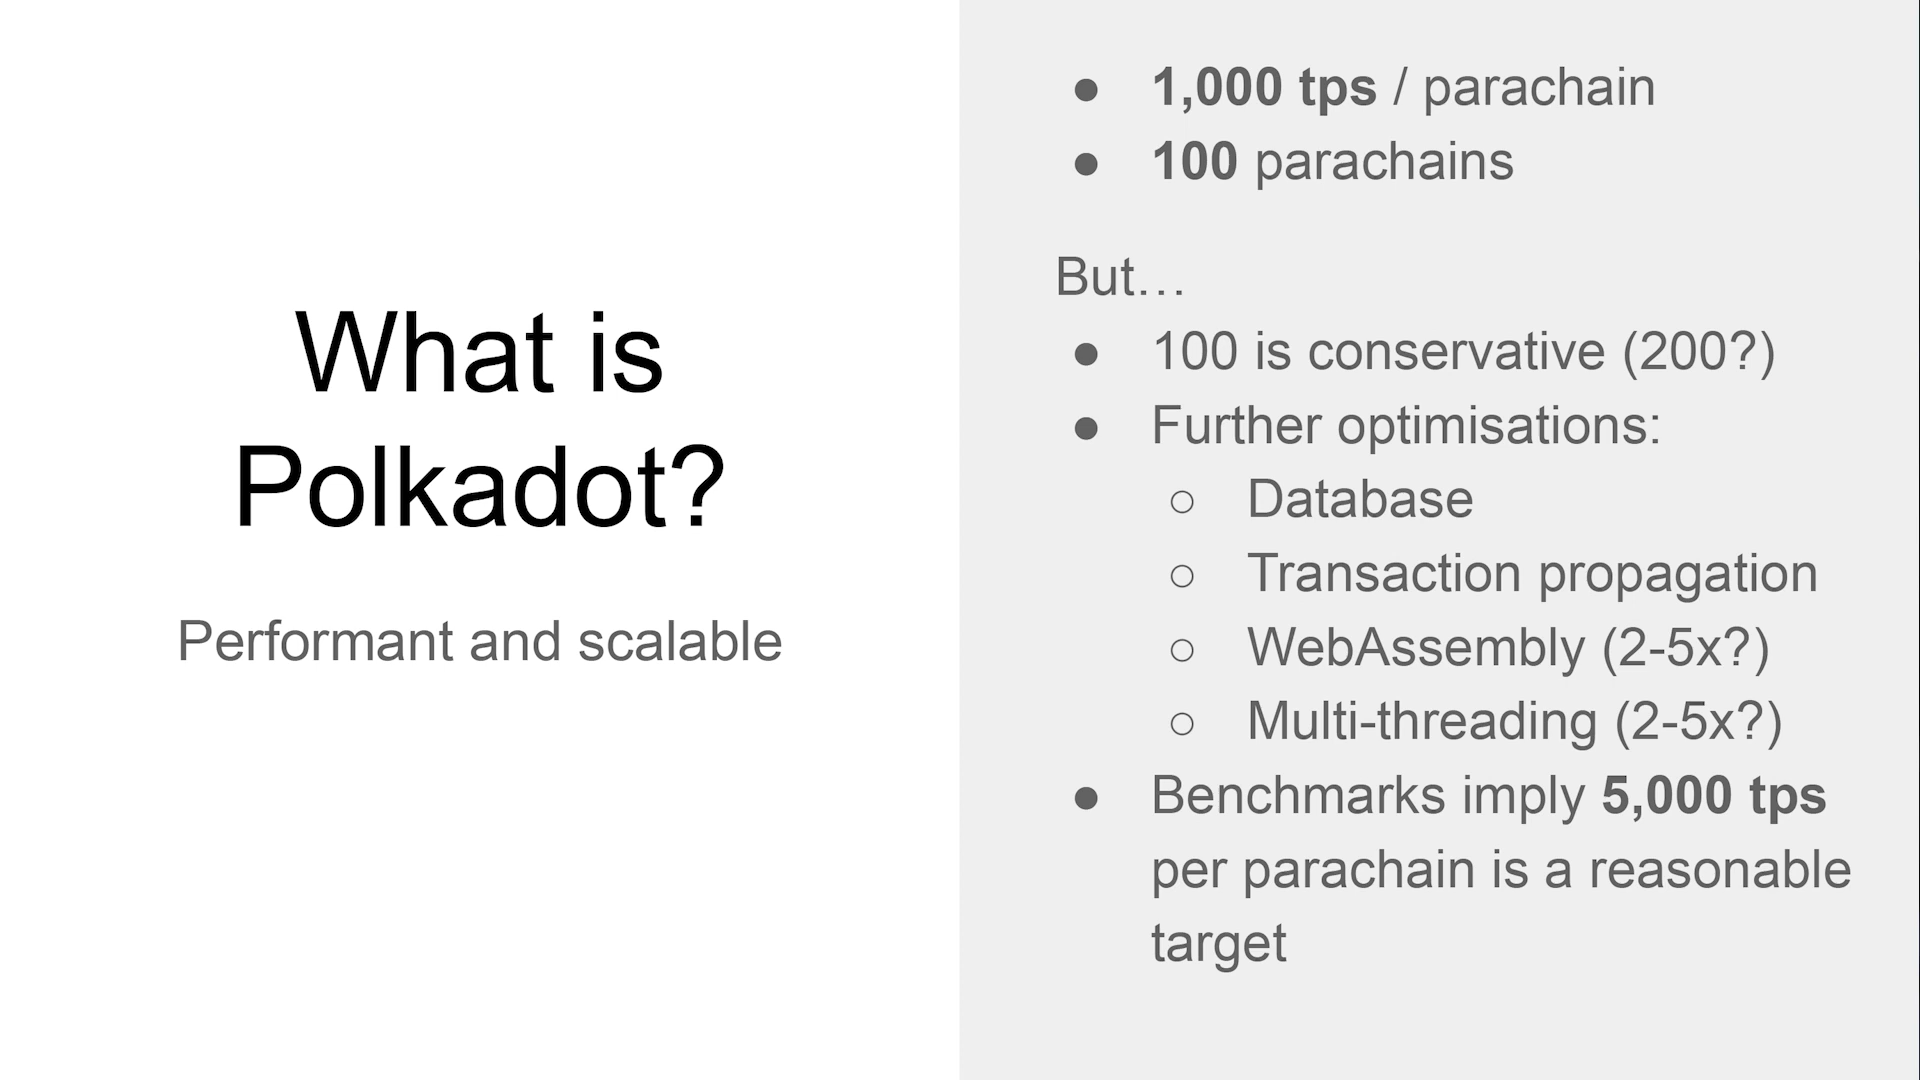 What is
Polkadot?
Performant and scalable
● 1,000 tps / parachain
● 100 parachains
But…
● 100 is conservative (200?)
● Further optimisations:
○ Database
○ Transaction propagation
○ WebAssembly (2-5x?)
○ Multi-threading (2-5x?)
● Benchmarks imply 5,000 tps
per parachain is a reasonable
target